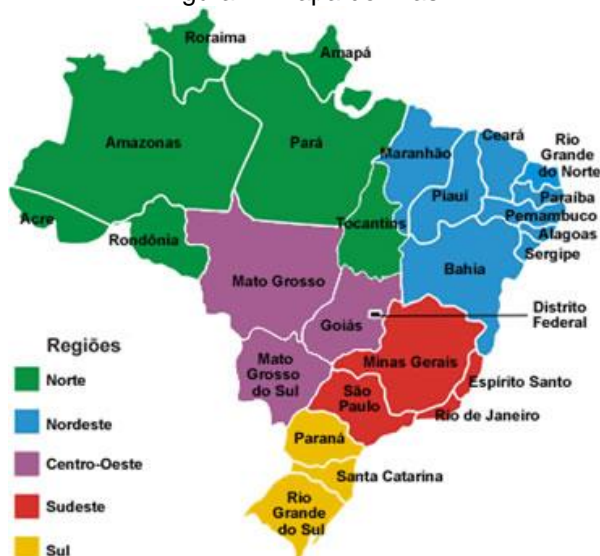 Roraima
Amapá
Amazonas
Pará
Maranhão
Ceará
Rio
Grande
do Norte
Piauí
Paraíba
Pernambuco
Alagoas
Sergipe
Acre
Rondônia
Tocantins
Bahia
Mato Grosso
Goiás
Distrito
Federal
Mato
Grosso
do Sul
Minas Gerais
Espírito Santo
São
Paulo
Rio de Janeiro
Paraná
Santa Catarina
Rio
Grande
do Sul
Regiões
Norte
Nordeste
Centro-Oeste
Sudeste
Sul